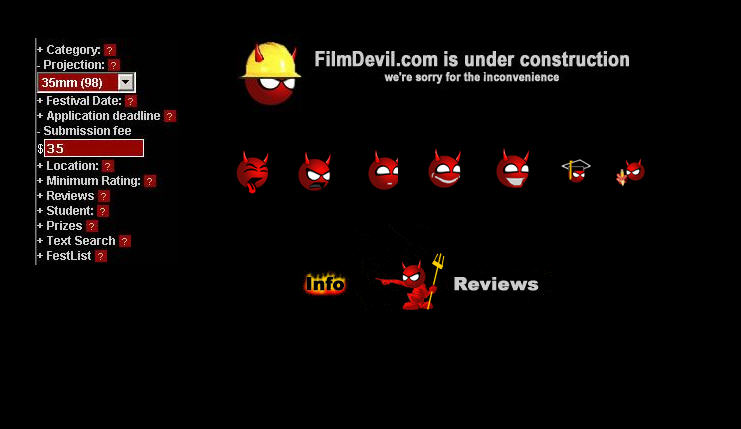 + Category: ?
- Projection: ?
35mm (98)
+ Festival Date: ?
+ Application deadline ?
- Submission fee
$35
+ Location: ?
+ Minimum Rating: ?
+ Reviews ?
+ Student: ?
+ Prizes ?
+ Text Search ?
+ FestList ?
FilmDevil.com is under construction
we're sorry for the inconvenience
Info
Reviews